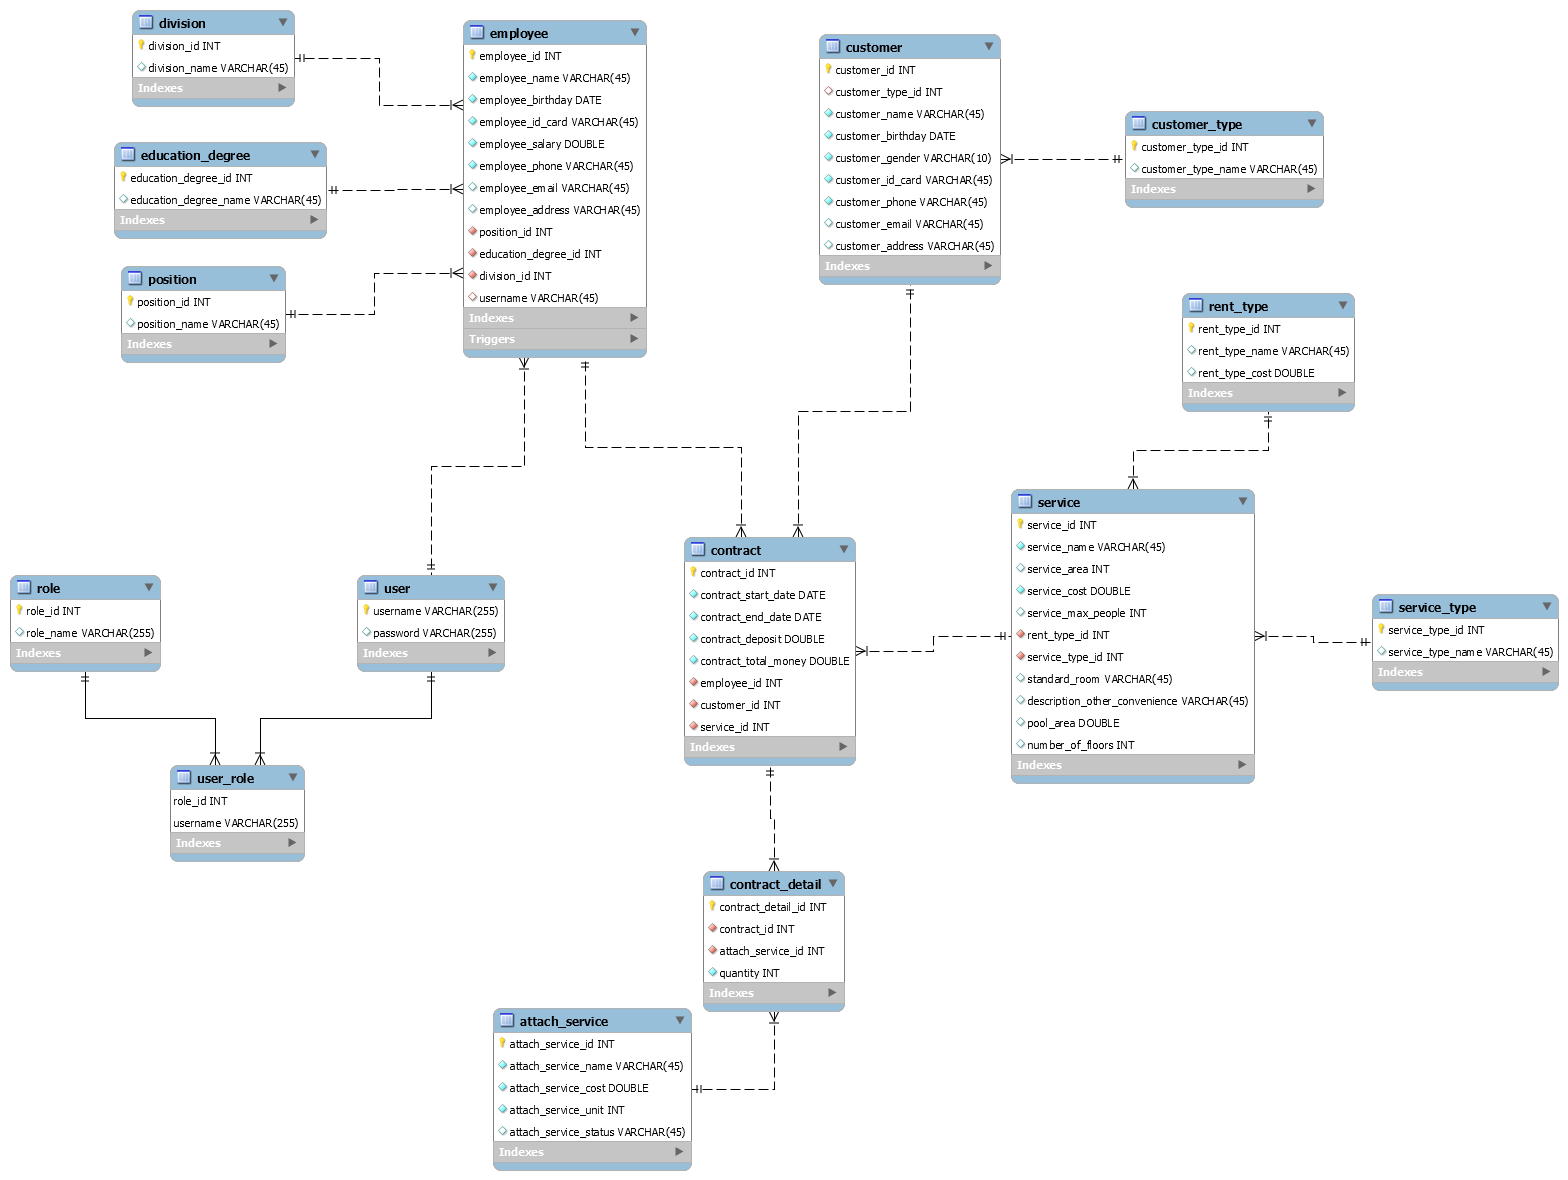 division
division_id INT
division_name VARCHAR(45)
Indexes
education_degree
education_degree_id INT
education_degree_name VARCHAR(45)
Indexes
position
position_id INT
position_name VARCHAR(45)
Indexes
employee
employee_id INT
employee_name VARCHAR(45)
employee_birthday DATE
employee_id_card VARCHAR(45)
employee_salary DOUBLE
employee_phone VARCHAR(45)
employee_email VARCHAR(45)
employee_address VARCHAR(45)
position_id INT
education_degree_id INT
division_id INT
username VARCHAR(45)
Indexes
Triggers
customer
customer_id INT
customer_type_id INT
customer_name VARCHAR(45)
customer_birthday DATE
customer_gender VARCHAR(10)
customer_id_card VARCHAR(45)
customer_phone VARCHAR(45)
customer_email VARCHAR(45)
customer_address VARCHAR(45)
Indexes
customer_type
customer_type_id INT
customer_type_name VARCHAR(45)
Indexes
rent_type
rent_type_id INT
rent_type_name VARCHAR(45)
rent_type_cost DOUBLE
Indexes
role
role_id INT
role_name VARCHAR(255)
Indexes
user
username VARCHAR(255)
password VARCHAR(255)
Indexes
user_role
role_id INT
username VARCHAR(255)
Indexes
contract
contract_id INT
contract_start_date DATE
contract_end_date DATE
contract_deposit DOUBLE
contract_total_money DOUBLE
employee_id INT
customer_id INT
service_id INT
Indexes
service
service_id INT
service_name VARCHAR(45)
service_area INT
service_cost DOUBLE
service_max_people INT
rent_type_id INT
service_type_id INT
standard_room VARCHAR(45)
description_other_convenience VARCHAR(45)
pool_area DOUBLE
number_of_floors INT
Indexes
service_type
service_type_id INT
service_type_name VARCHAR(45)
Indexes
contract_detail
contract_detail_id INT
contract_id INT
attach_service_id INT
quantity INT
Indexes
attach_service
attach_service_id INT
attach_service_name VARCHAR(45)
attach_service_cost DOUBLE
attach_service_unit INT
attach_service_status VARCHAR(45)
Indexes